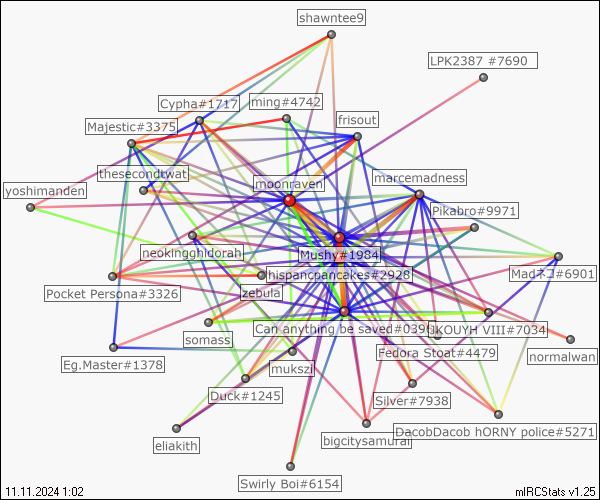 shawntee9
LPK2387 #7690
Cypha#1717
ming#4742
frisout
Majestic#3375
thesecondtwat
moonraven
marcemadness
yoshimanden
Pikabro#9971
neokingghidorah
Mushy#1984
hispancpancakes#2928
Madネコ#6901
Pocket Persona#3326
zebula
Can anything be saved#039
KOUYH VIII#7034
somass
Fedora Stoat#4479
normalwan
Eg.Master#1378
mukszi
Duck#1245
Silver#7938
DacobDacob hORNY police#5271
eliakith
bigcitysamurai
Swirly Boi#6154
11.11.2024 1:02
mIRCStats v1.25